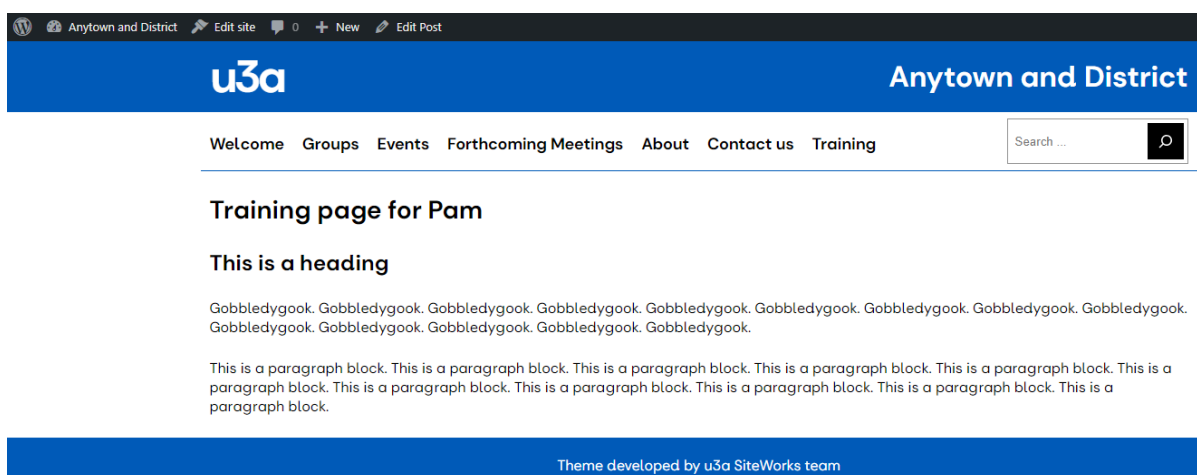 Anytown and District Edit site 0 New Edit Post
u3a Anytown and District
Welcome Groups Events Forthcoming Meetings About Contact us Training Search ...
Training page for Pam
This is a heading
Gobbledygook. Gobbledygook. Gobbledygook. Gobbledygook. Gobbledygook. Gobbledygook. Gobbledygook. Gobbledygook. Gobbledygook.
Gobbledygook. Gobbledygook. Gobbledygook. Gobbledygook. Gobbledygook.
This is a paragraph block. This is a paragraph block. This is a paragraph block. This is a paragraph block. This is a paragraph block. This is a
paragraph block. This is a paragraph block. This is a paragraph block. This is a paragraph block. This is a paragraph block. This is a
paragraph block.
Theme developed by u3a SiteWorks team